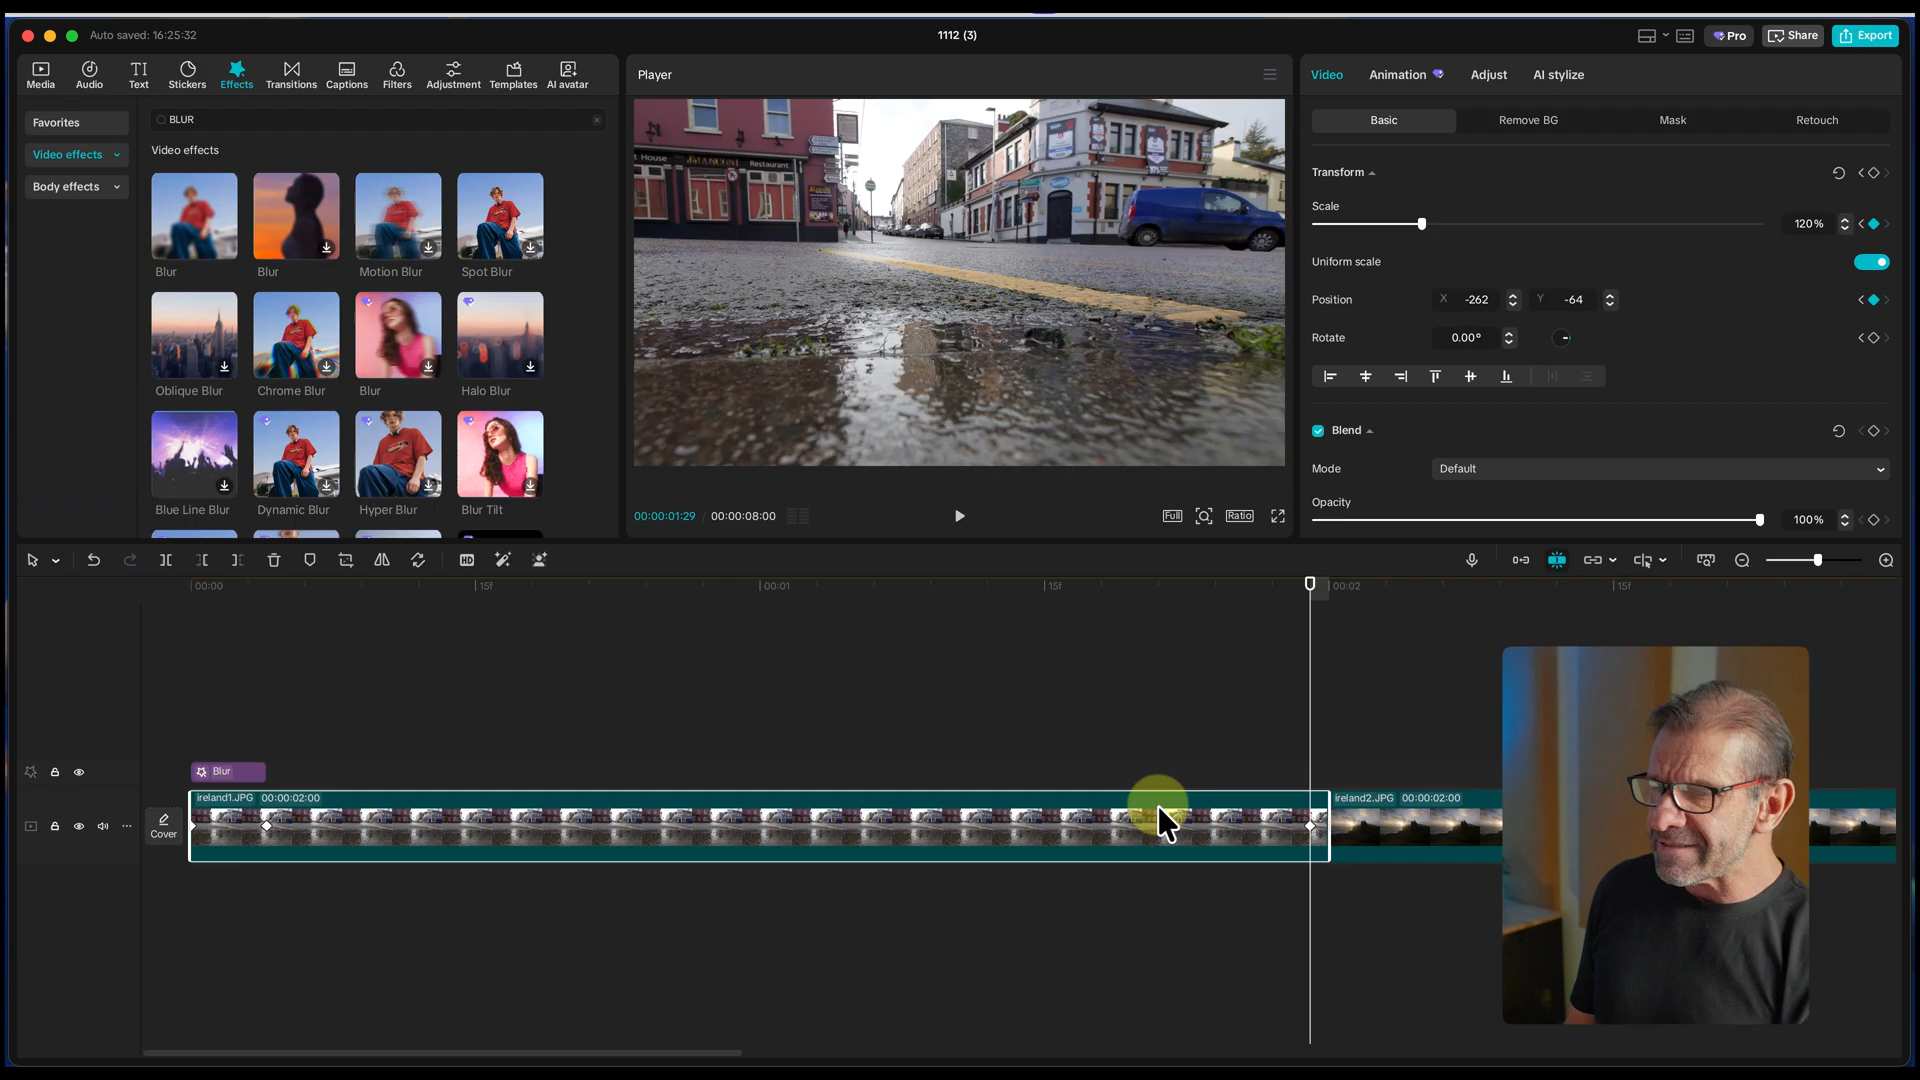 Auto saved: 16:25:32
1112 (3)
Pro
Share
Export
Media
Audio
Text
Stickers
Effects
Transitions
Captions
Filters
Adjustment
Templates
AI avatar
Favorites
Video effects
Body effects
BLUR
Video effects
Blur
Blur
Motion Blur
Spot Blur
Oblique Blur
Chrome Blur
Blur
Halo Blur
Blue Line Blur
Dynamic Blur
Hyper Blur
Blur Tilt
Player
Restaurant
00:00:01:29 / 00:00:08:00
Full
Ratio
Video
Animation
Adjust
AI stylize
Basic
Remove BG
Mask
Retouch
Transform
Scale
120%
Uniform scale
Position
X -262
Y -64
Rotate
0.00°
Blend
Mode
Default
Opacity
100%
HD
00:00
15f
00:01
15f
00:02
15f
Blur
Cover
ireland1.JPG 00:00:02:00
ireland2.JPG 00:00:02:00